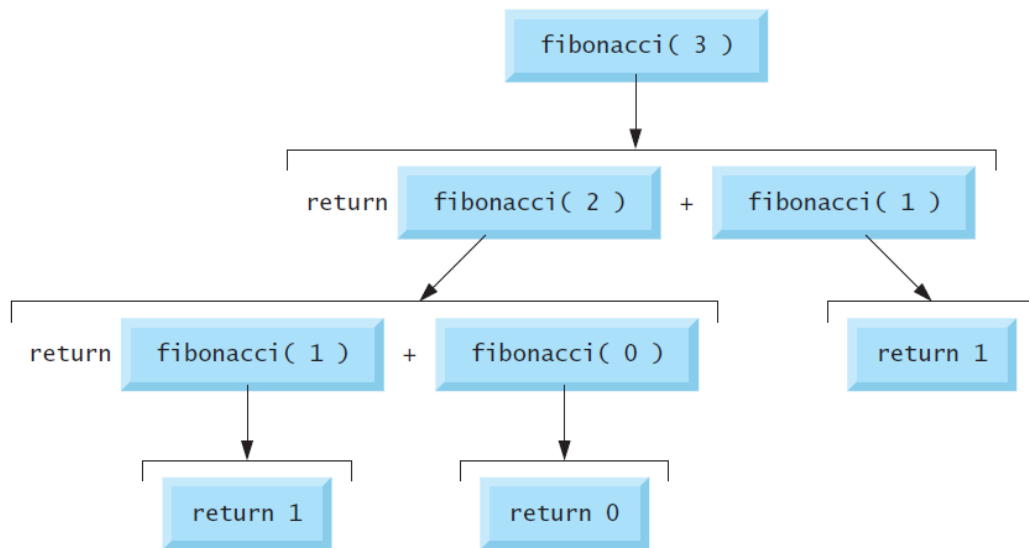 fibonacci( 3 )
return fibonacci( 2 ) + fibonacci( 1 )
return fibonacci( 1 ) + fibonacci( 0 )
return 1
return 1
return 0